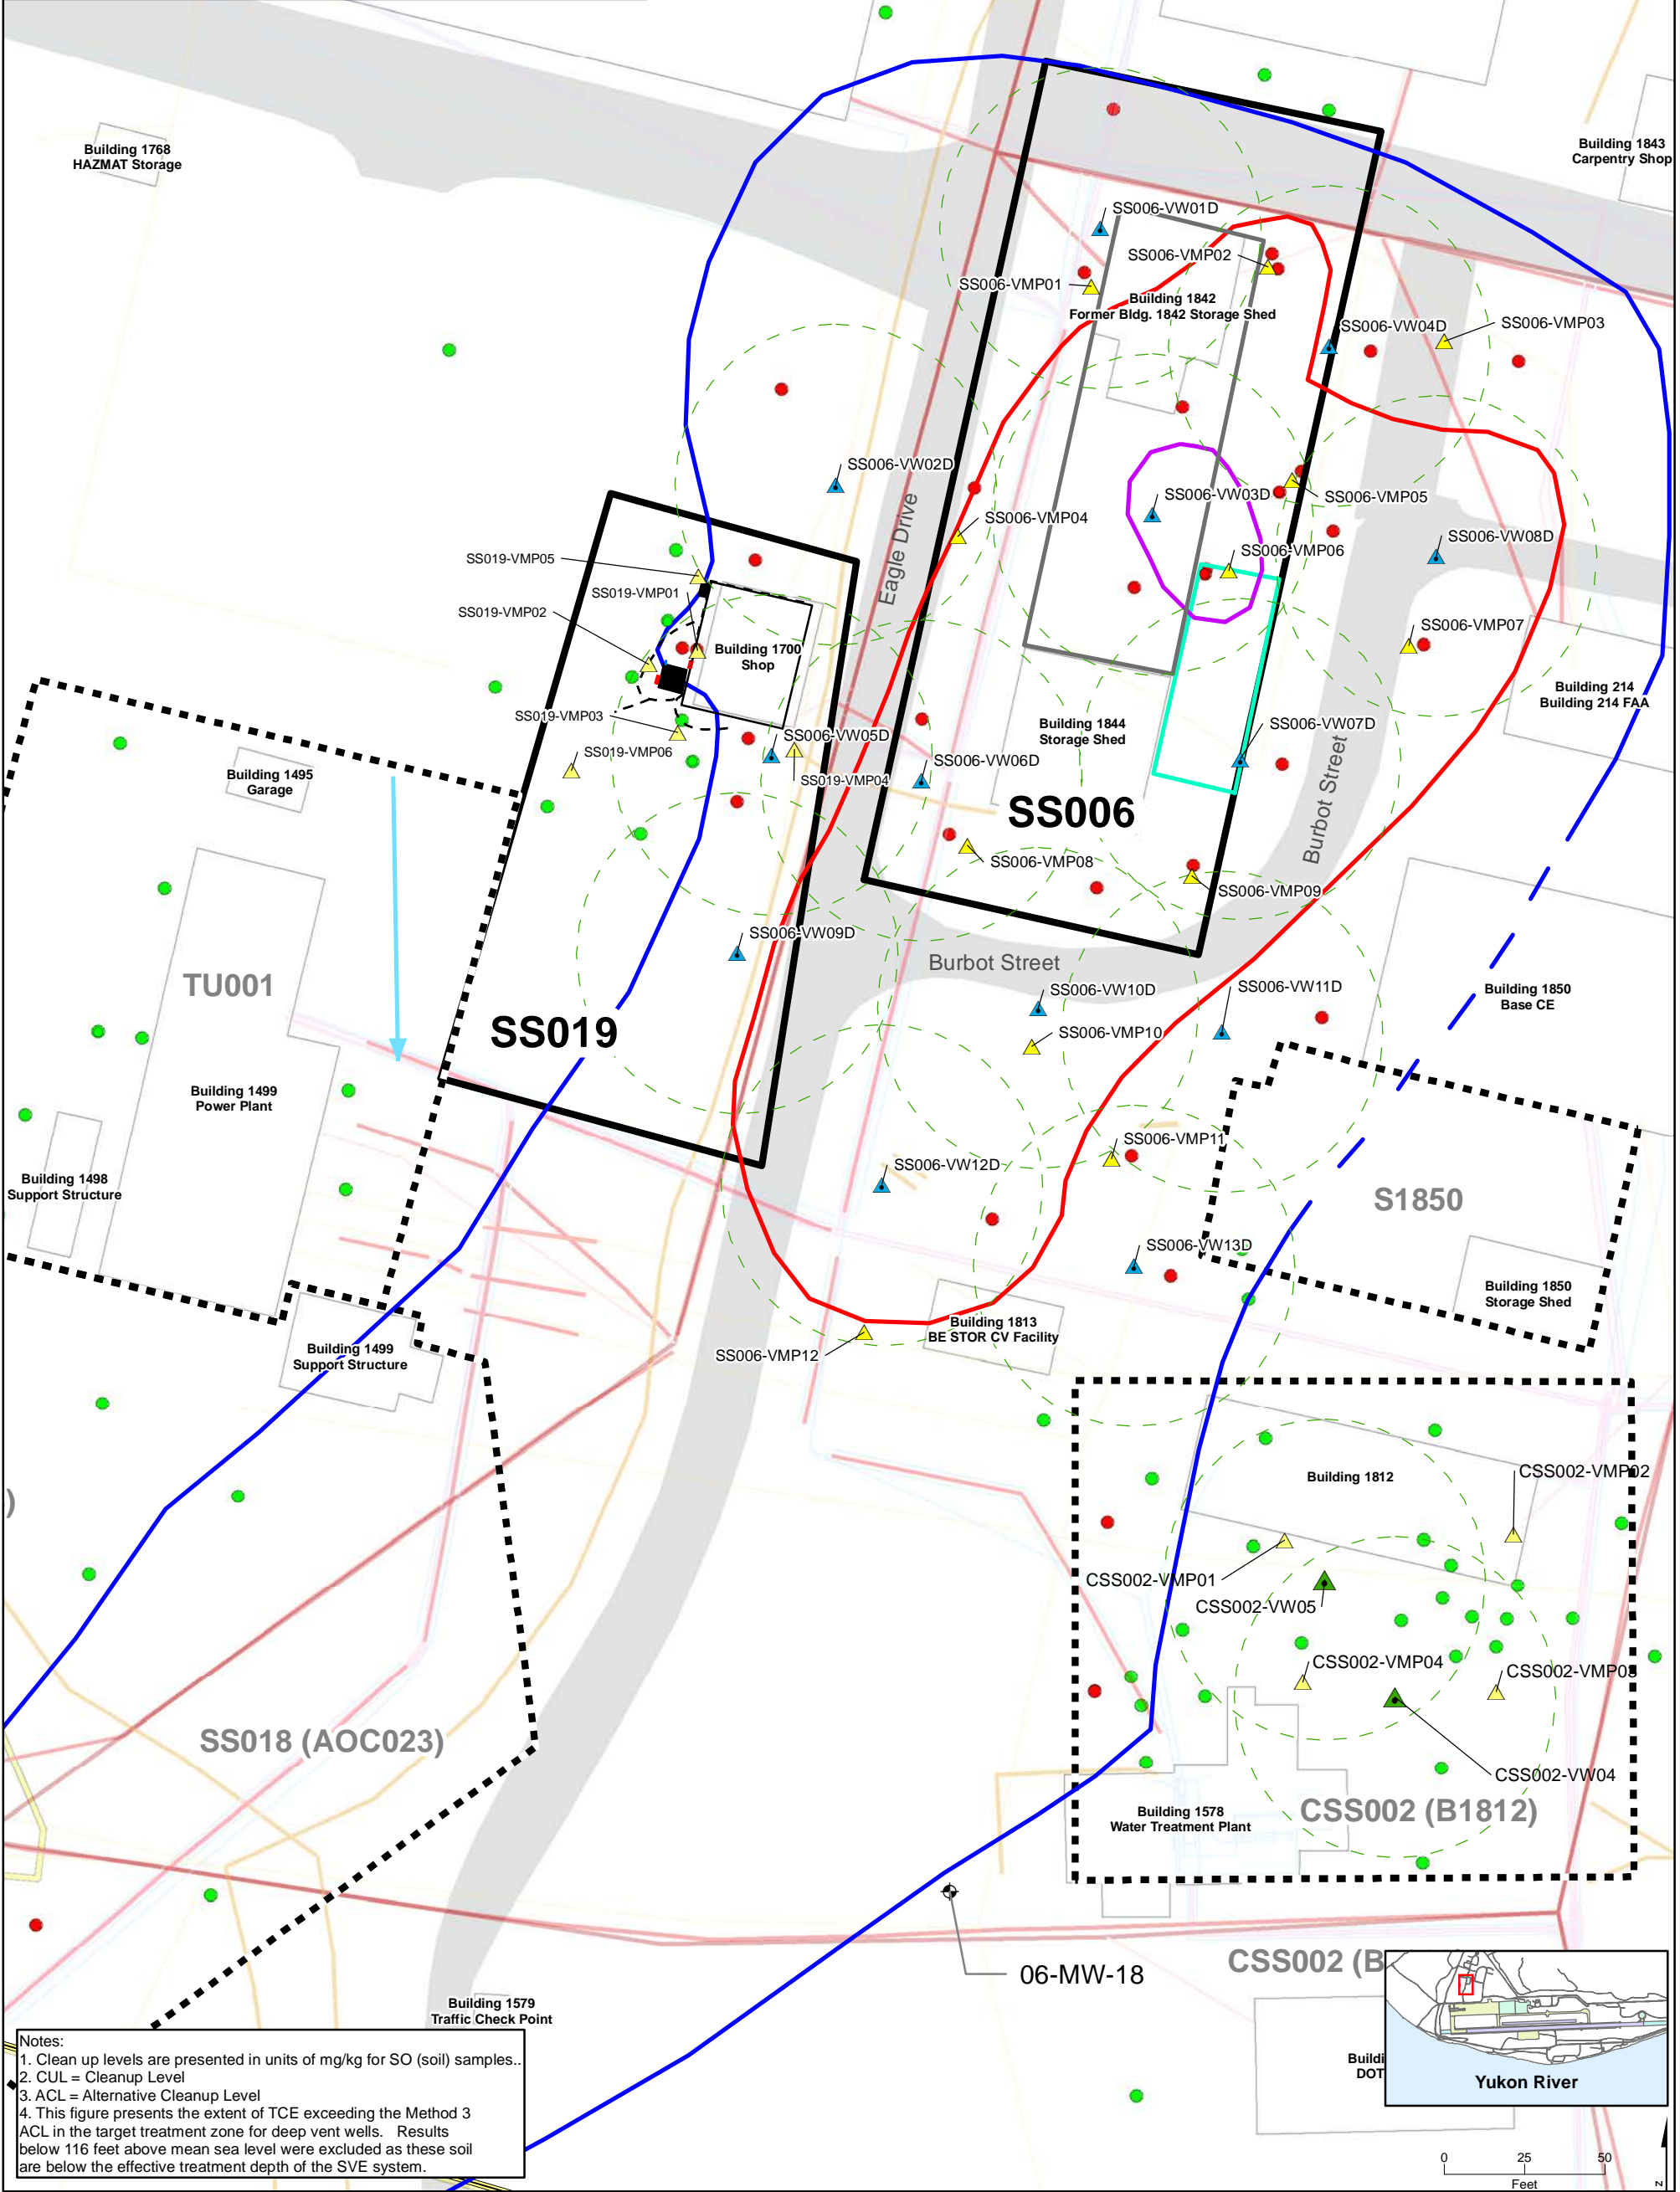 Building 1768
HAZMAT Storage
Building 1843
Carpentry Shop
SS006-VW01D
SS006-VMP02
SS006-VMP01
Building 1842
Former Bldg. 1842 Storage Shed
SS006-VW04D
SS006-VMP03
SS006-VW02D
SS006-VW03D
SS006-VMP05
Eagle Drive
SS006-VMP04
SS006-VW08D
SS006-VMP06
SS019-VMP05
SS019-VMP01
SS019-VMP02
Building 1700
Shop
SS006-VMP07
Building 214
Building 214 FAA
SS019-VMP03
SS006-VW05D
SS019-VMP06
SS019-VMP04
SS006-VW06D
Building 1844
Storage Shed
SS006-VW07D
Burbot Street
Building 1495
Garage
SS006
SS006-VMP08
SS006-VMP09
SS006-VW09D
Burbot Street
TU001
SS019
SS006-VW10D
SS006-VW11D
Building 1850
Base CE
SS006-VMP10
Building 1499
Power Plant
SS006-VMP11
Building 1498
Support Structure
SS006-VW12D
S1850
SS006-VW13D
Building 1850
Storage Shed
Building 1813
BE STOR CV Facility
Building 1499
Support Structure
SS006-VMP12
Building 1812
CSS002-VMP02
)
CSS002-VMP01
CSS002-VW05
CSS002-VMP04
CSS002-VMP03
SS018 (AOC023)
CSS002-VW04
Building 1578
Water Treatment Plant
CSS002 (B1812)
06-MW-18
CSS002 (B
Building 1579
Traffic Check Point
Buildi
DOT
Yukon River
Notes:
1. Clean up levels are presented in units of mg/kg for SO (soil) samples..
2. CUL = Cleanup Level
3. ACL = Alternative Cleanup Level
4. This figure presents the extent of TCE exceeding the Method 3
ACL in the target treatment zone for deep vent wells. Results
below 116 feet above mean sea level were excluded as these soil
are below the effective treatment depth of the SVE system.
0 25 50
Feet
N